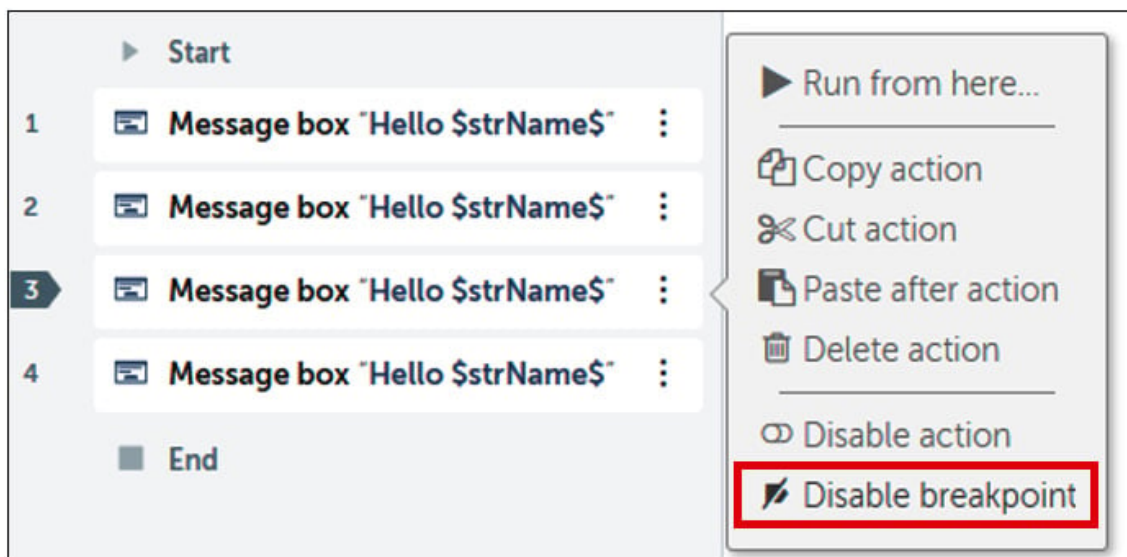 Start
1 Message box "Hello $strName$"
2 Message box "Hello $strName$"
3 Message box "Hello $strName$"
4 Message box "Hello $strName$"
End
Run from here...
Copy action
Cut action
Paste after action
Delete action
Disable action
Disable breakpoint